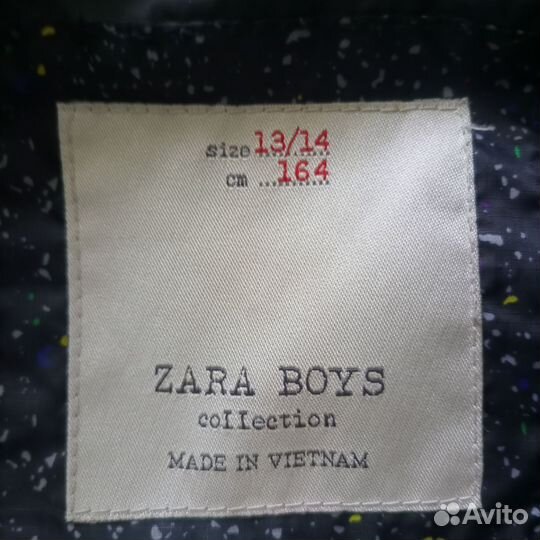 size 13/14
cm 164
ZARA BOYS
collection
MADE IN VIETNAM
Avito